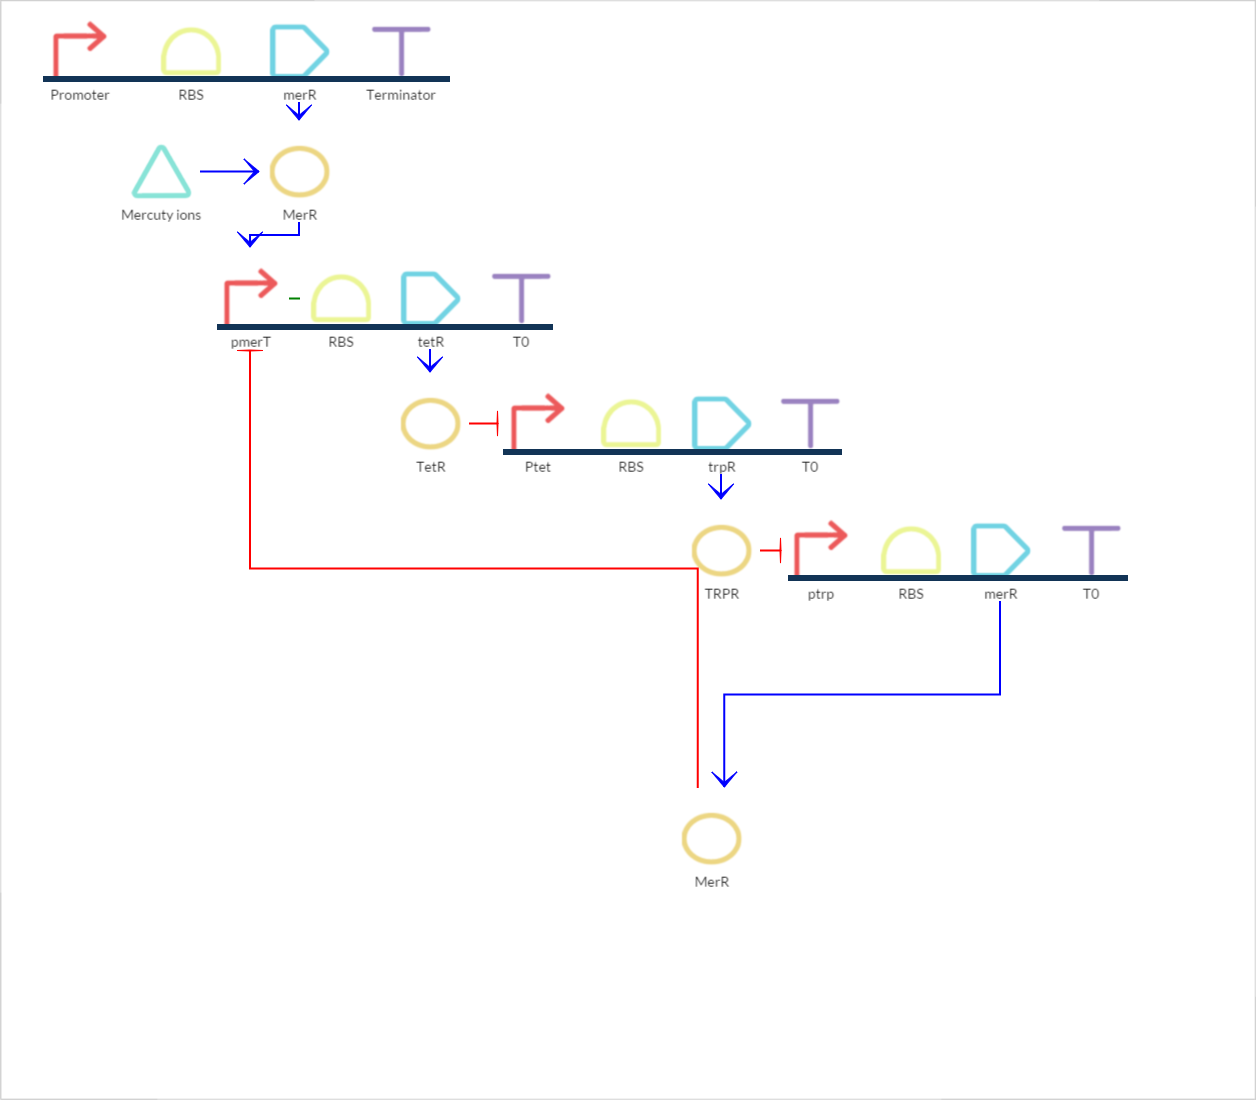 Promoter RBS merR Terminator
Mercuty ions MerR
pmerT RBS tetR T0
TetR Ptet RBS trpR T0
TRPR ptrp RBS merR T0
MerR